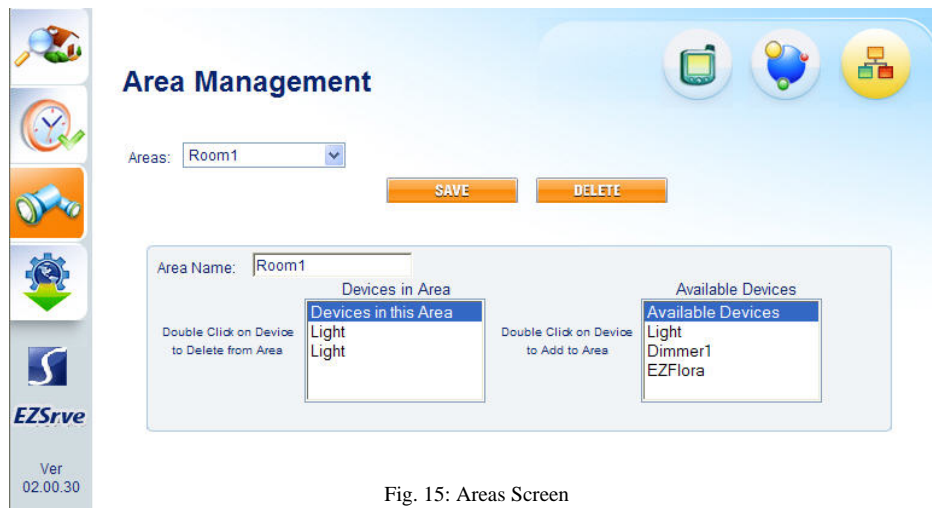 Area Management
Areas: Room1
SAVE DELETE
Area Name: Room1
Devices in Area
Available Devices
Double Click on Device
to Delete from Area
Devices in this Area
Light
Light
Double Click on Device
to Add to Area
Available Devices
Light
Dimmer1
EZFlora
EZSrve
Ver
02.00.30
Fig. 15: Areas Screen